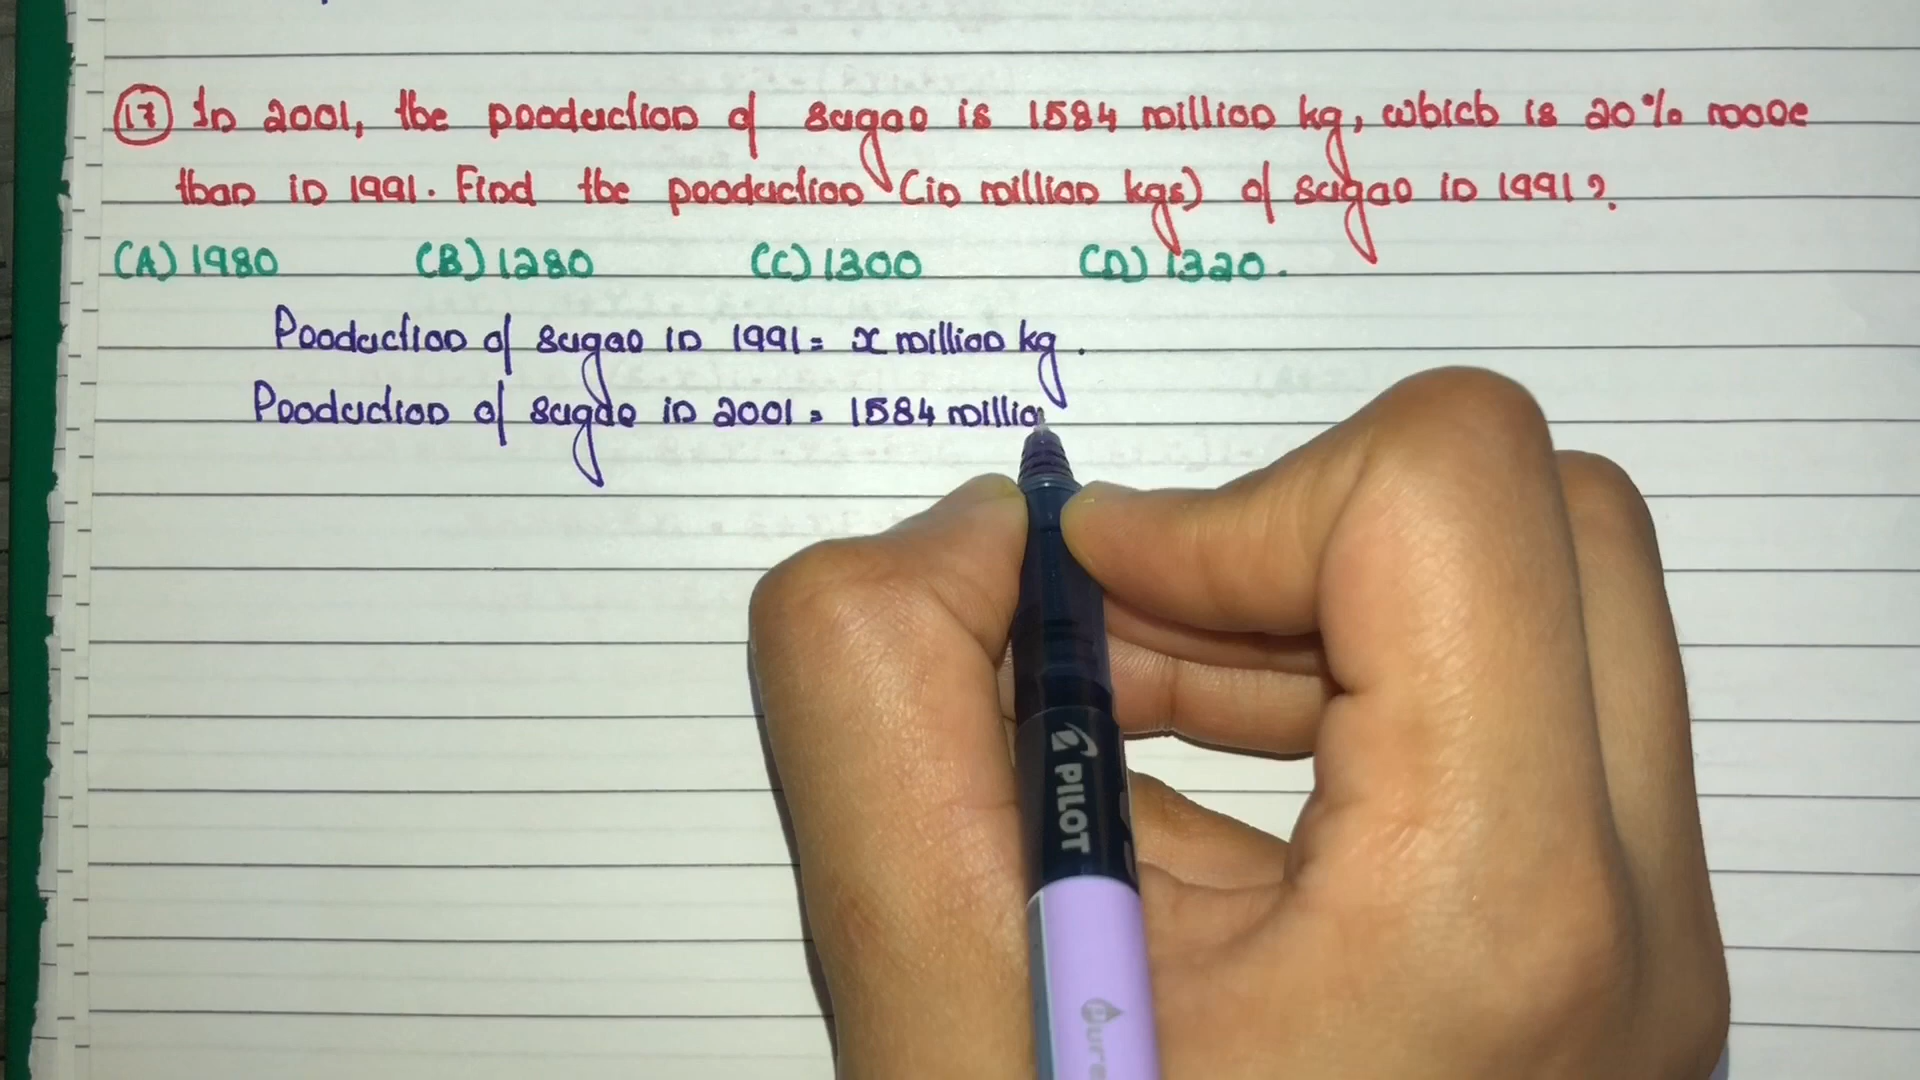 17 In 2001, the production of sugar is 1584 million kg, which is 20% more
than in 1991. Find the production (in million kgs) of sugar in 1991?
(A) 1980 (B) 1280 (C) 1300 (D) 1320.
Production of sugar in 1991 = x million kg.
Production of sugar in 2001 = 1584 millio
PILOT
Pure